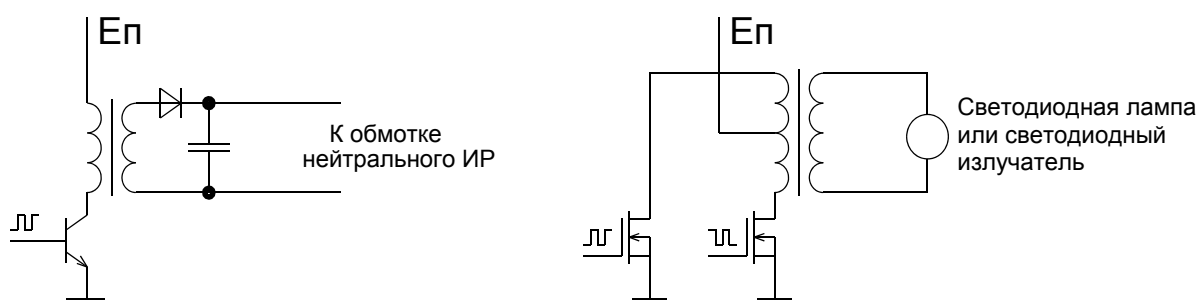 Еп
К обмотке
нейтрального ИР
Еп
Светодиодная лампа
или светодиодный
излучатель